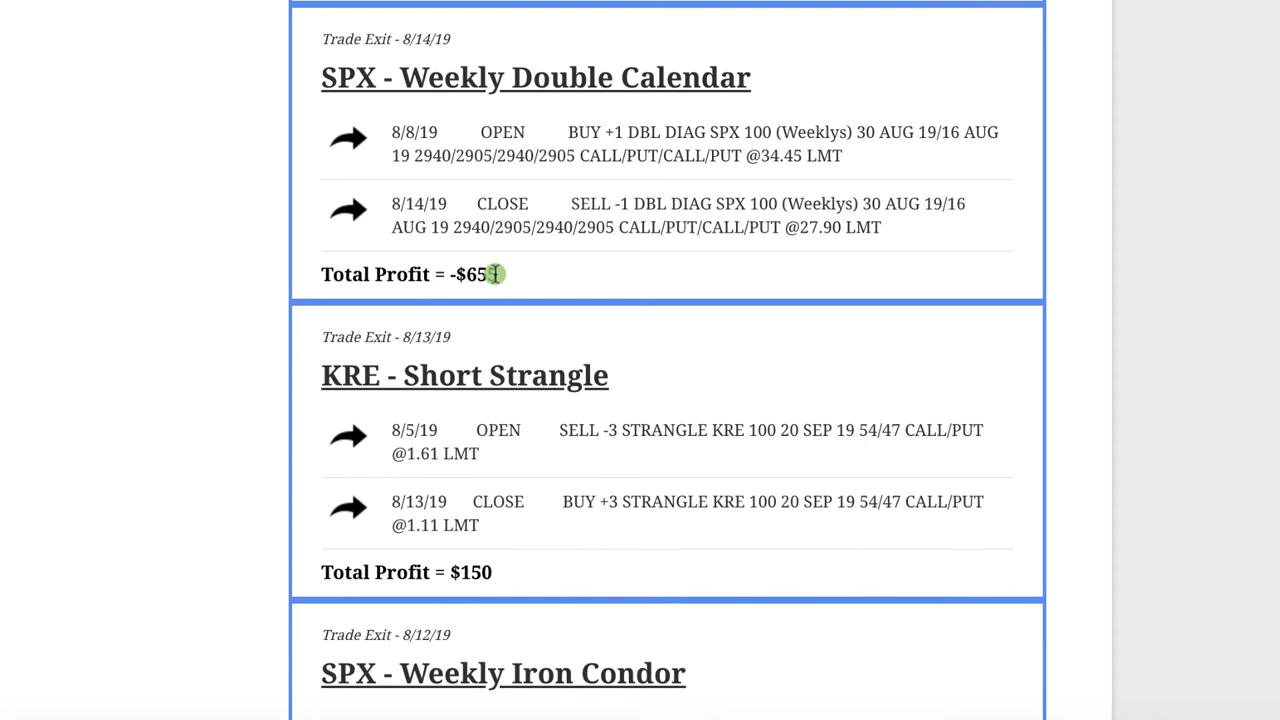 Trade Exit - 8/14/19
SPX - Weekly Double Calendar
8/8/19 OPEN BUY +1 DBL DIAG SPX 100 (Weeklys) 30 AUG 19/16 AUG
19 2940/2905/2940/2905 CALL/PUT/CALL/PUT @34.45 LMT
8/14/19 CLOSE SELL -1 DBL DIAG SPX 100 (Weeklys) 30 AUG 19/16
AUG 19 2940/2905/2940/2905 CALL/PUT/CALL/PUT @27.90 LMT
Total Profit = -$655
Trade Exit - 8/13/19
KRE - Short Strangle
8/5/19 OPEN SELL -3 STRANGLE KRE 100 20 SEP 19 54/47 CALL/PUT
@1.61 LMT
8/13/19 CLOSE BUY +3 STRANGLE KRE 100 20 SEP 19 54/47 CALL/PUT
@1.11 LMT
Total Profit = $150
Trade Exit - 8/12/19
SPX - Weekly Iron Condor